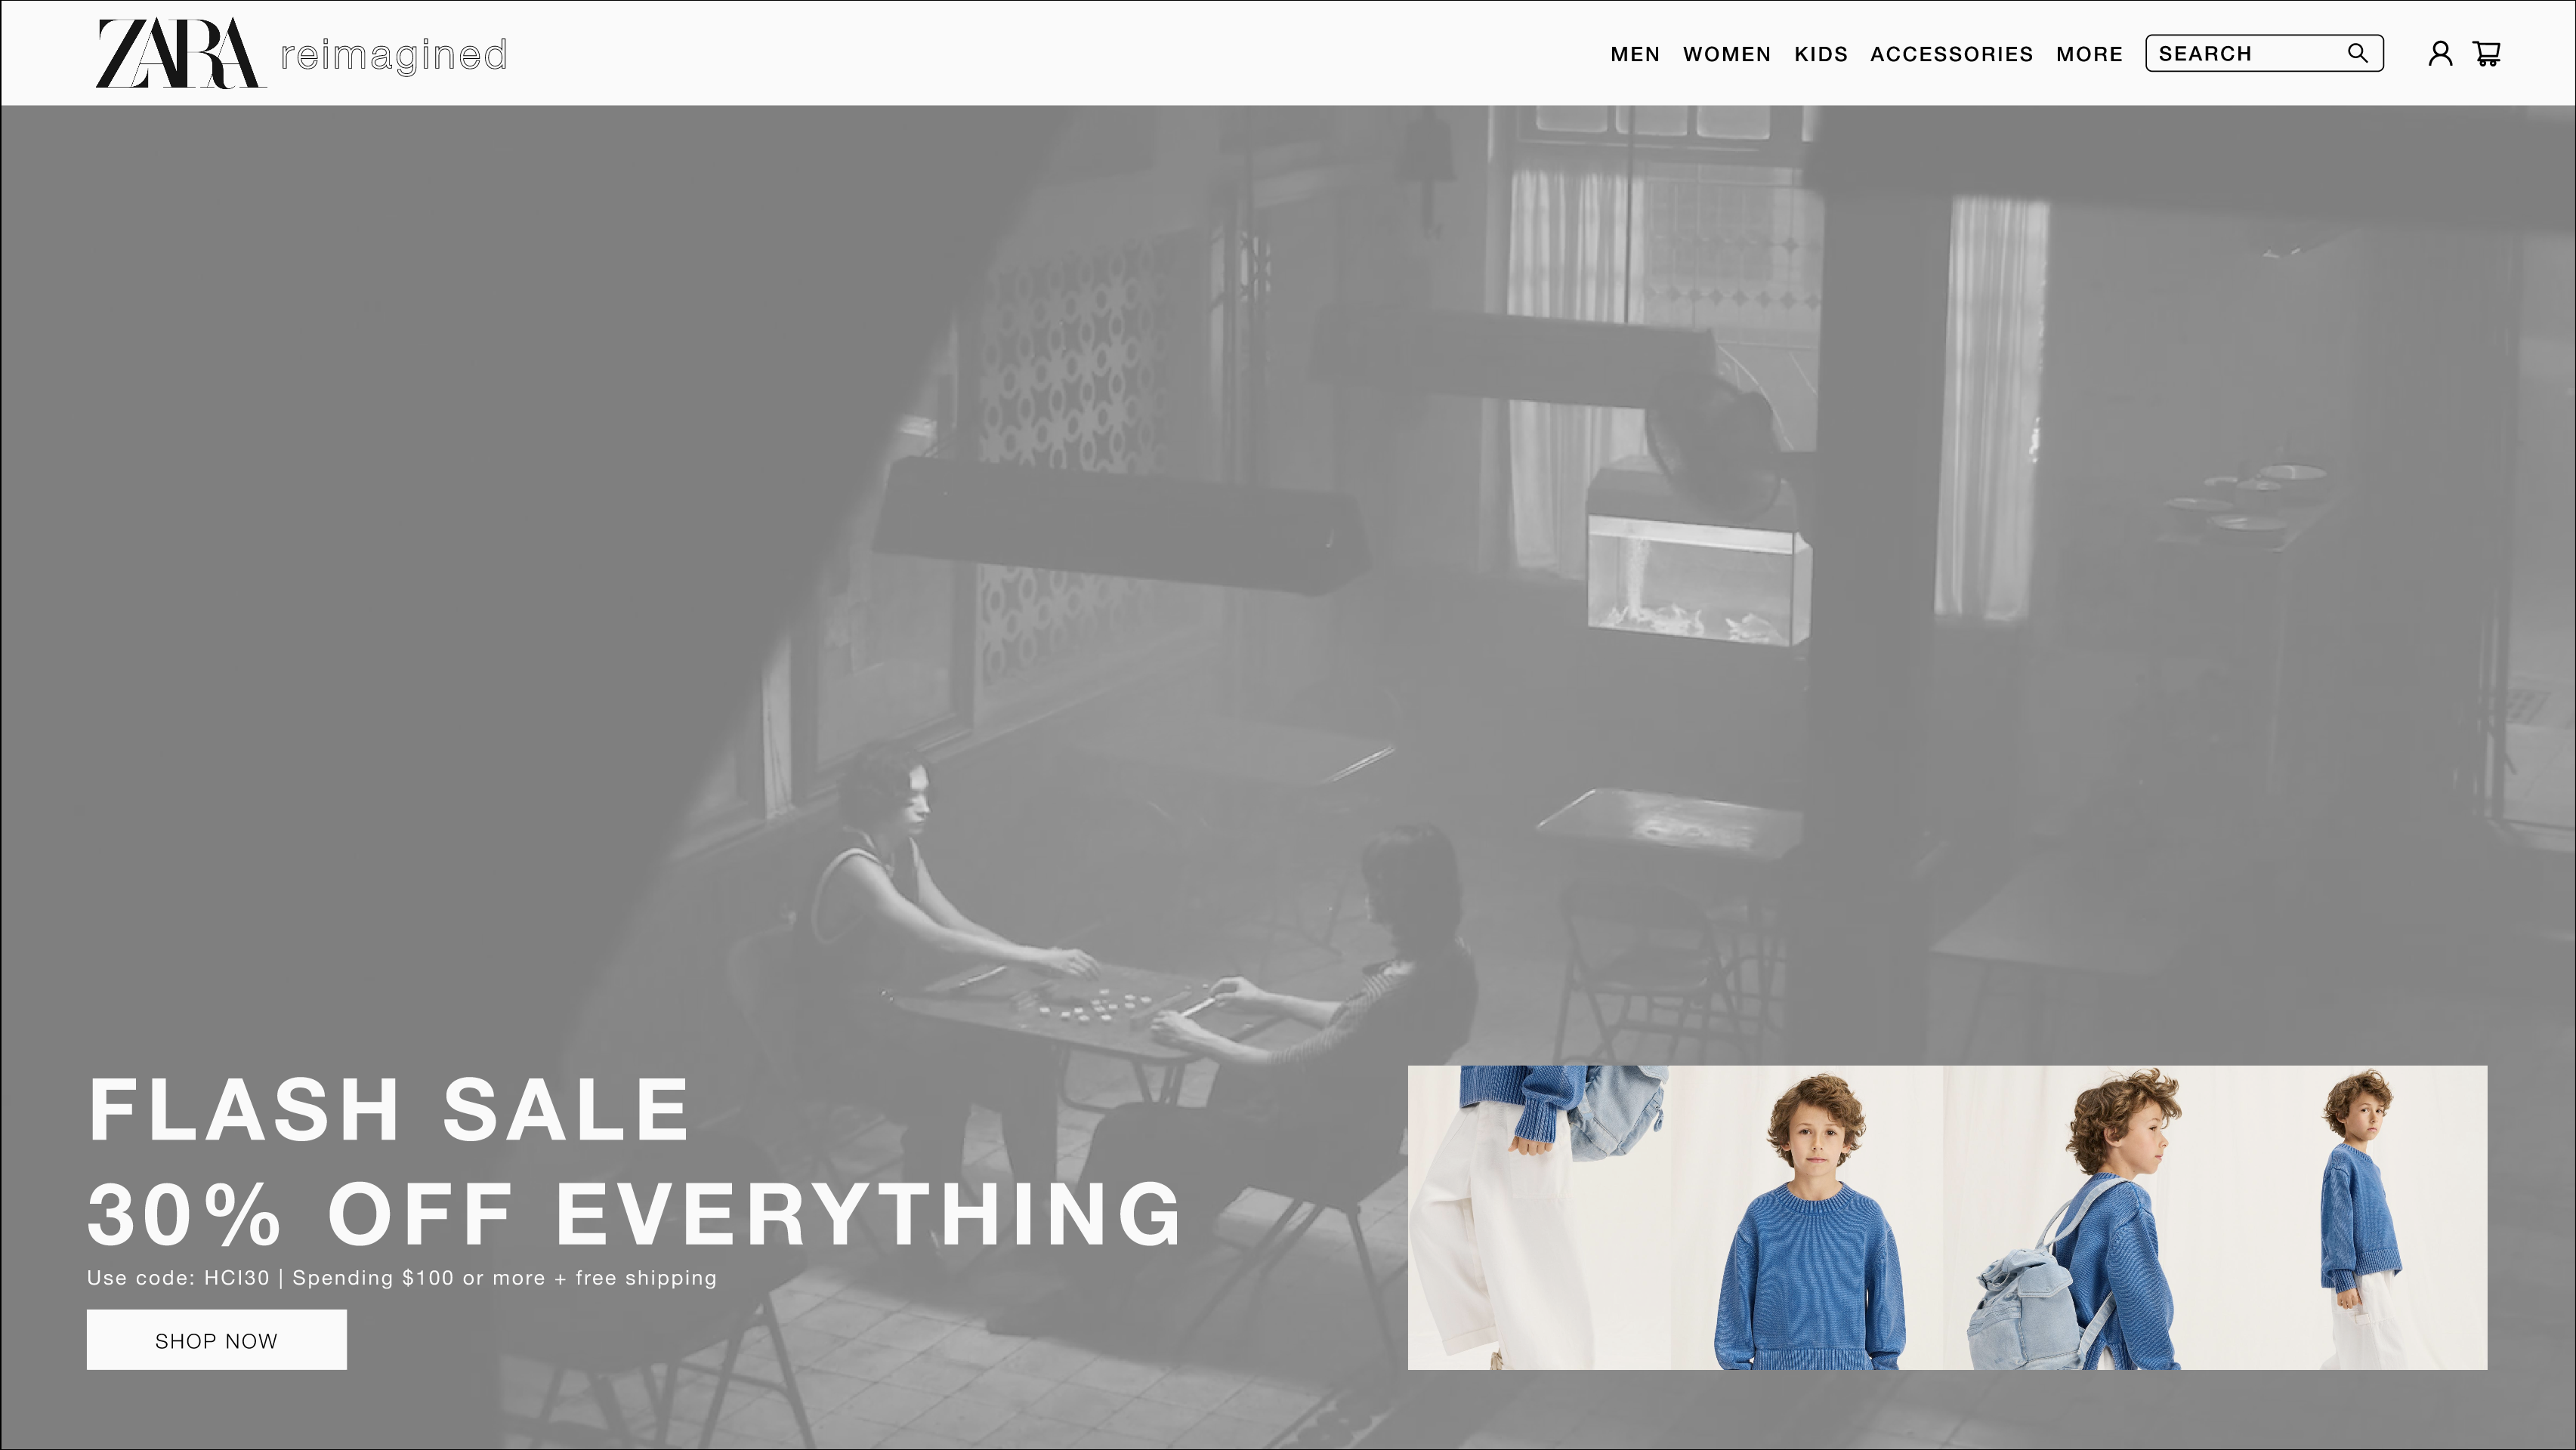 ZARA reimagined
MEN WOMEN KIDS ACCESSORIES MORE SEARCH
FLASH SALE
30% OFF EVERYTHING
Use code: HCI30 | Spending $100 or more + free shipping
SHOP NOW